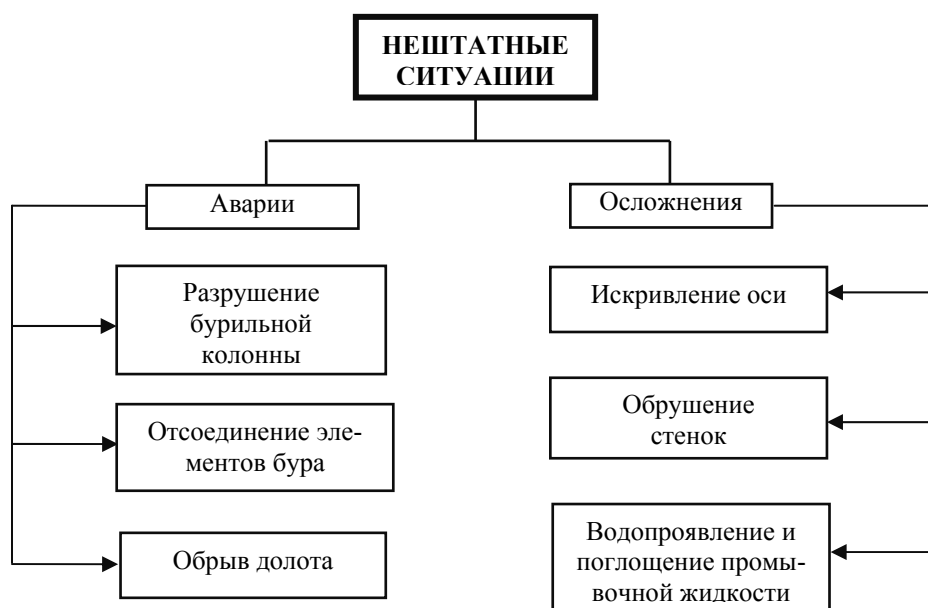 НЕШТАТНЫЕ
СИТУАЦИИ
Аварии
Осложнения
Разрушение
бурильной
колонны
Искривление оси
Отсоединение эле-
ментов бура
Обрушение
стенок
Обрыв долота
Водопроявление и
поглощение промы-
вочной жидкости